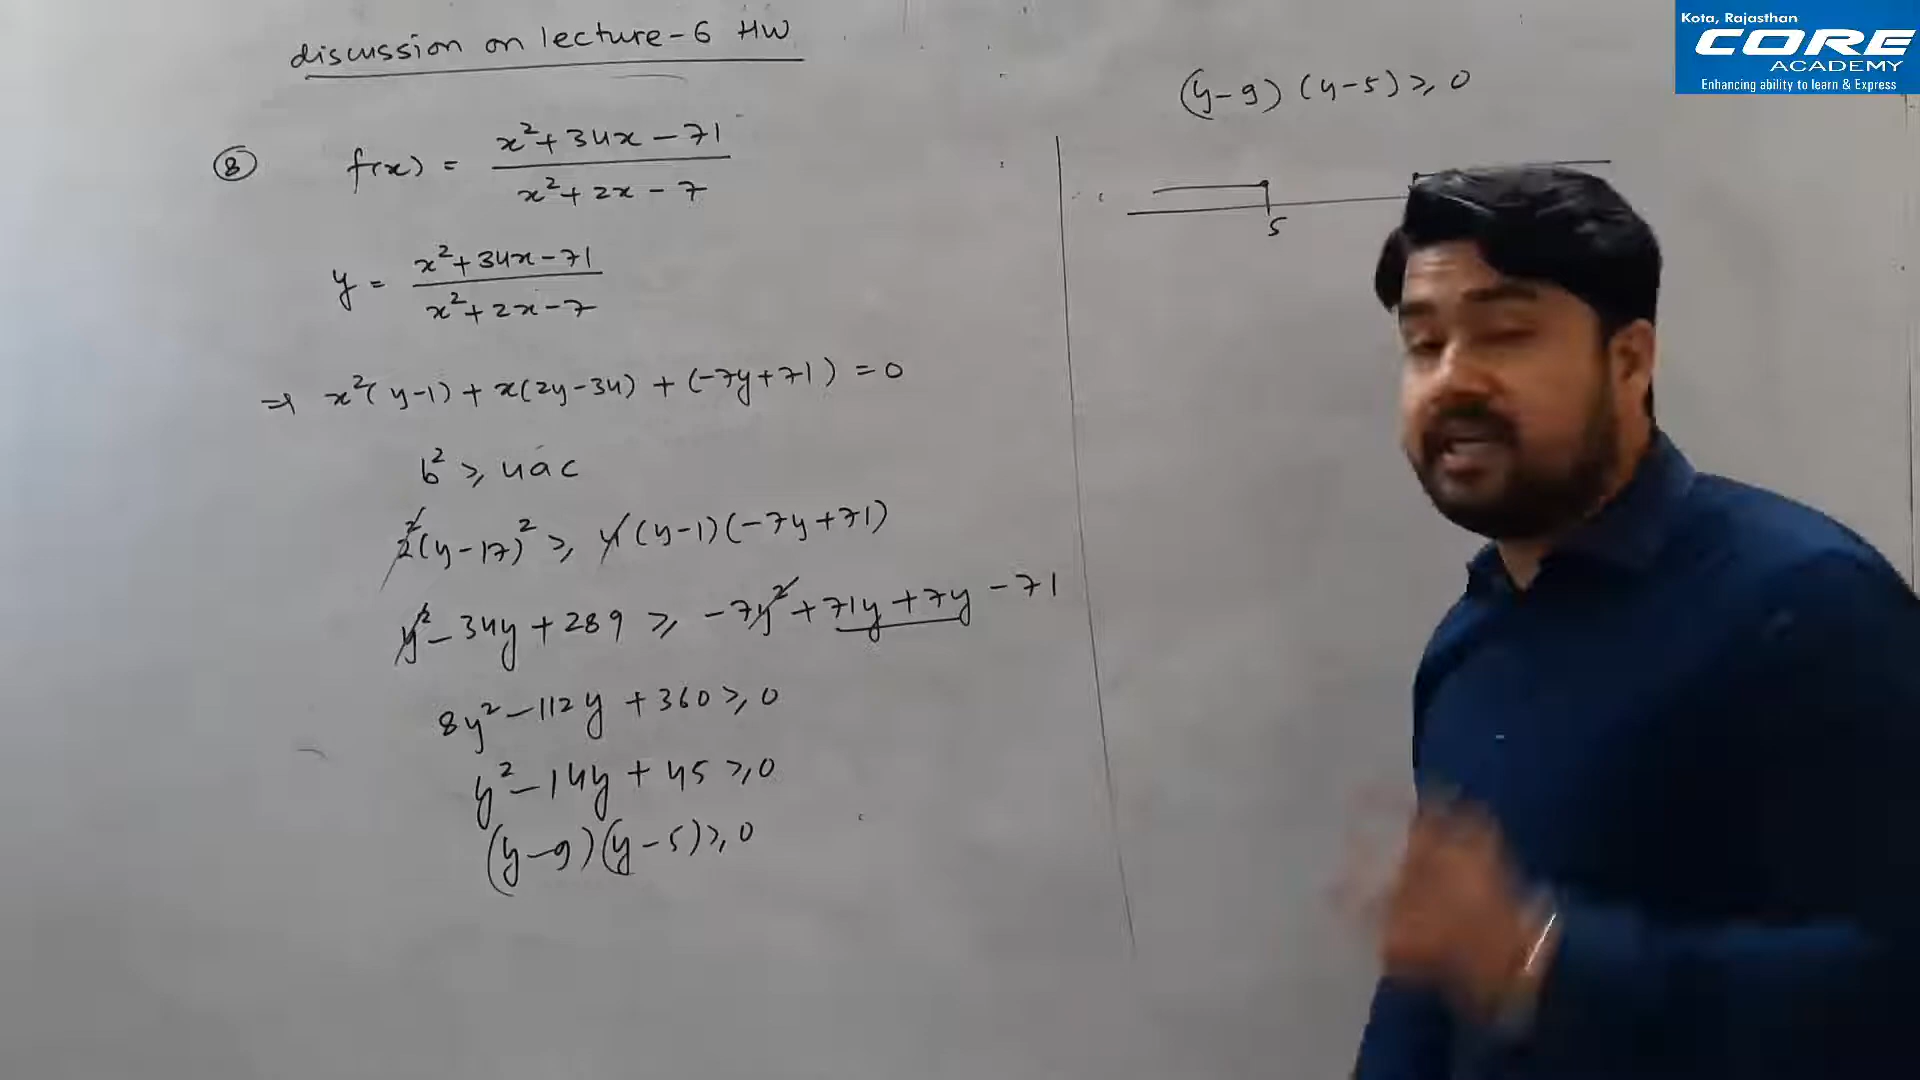 discussion on lecture-6 HW
⑧ f(x) = (x²+34x-71)/(x²+2x-7)
y = (x²+34x-71)/(x²+2x-7)
⇒ x²(y-1) + x(2y-34) + (-7y+71) = 0
b² ≥ 4ac
2²(y-17)² ≥ 4(y-1)(-7y+71)
y²-34y+289 ≥ -7y²+71y+7y-71
8y²-112y+360 ≥ 0
y²-14y+45 ≥ 0
(y-9)(y-5) ≥ 0
(y-9)(y-5) ≥ 0
5
Kota, Rajasthan
CORE
ACADEMY
Enhancing ability to learn & Express